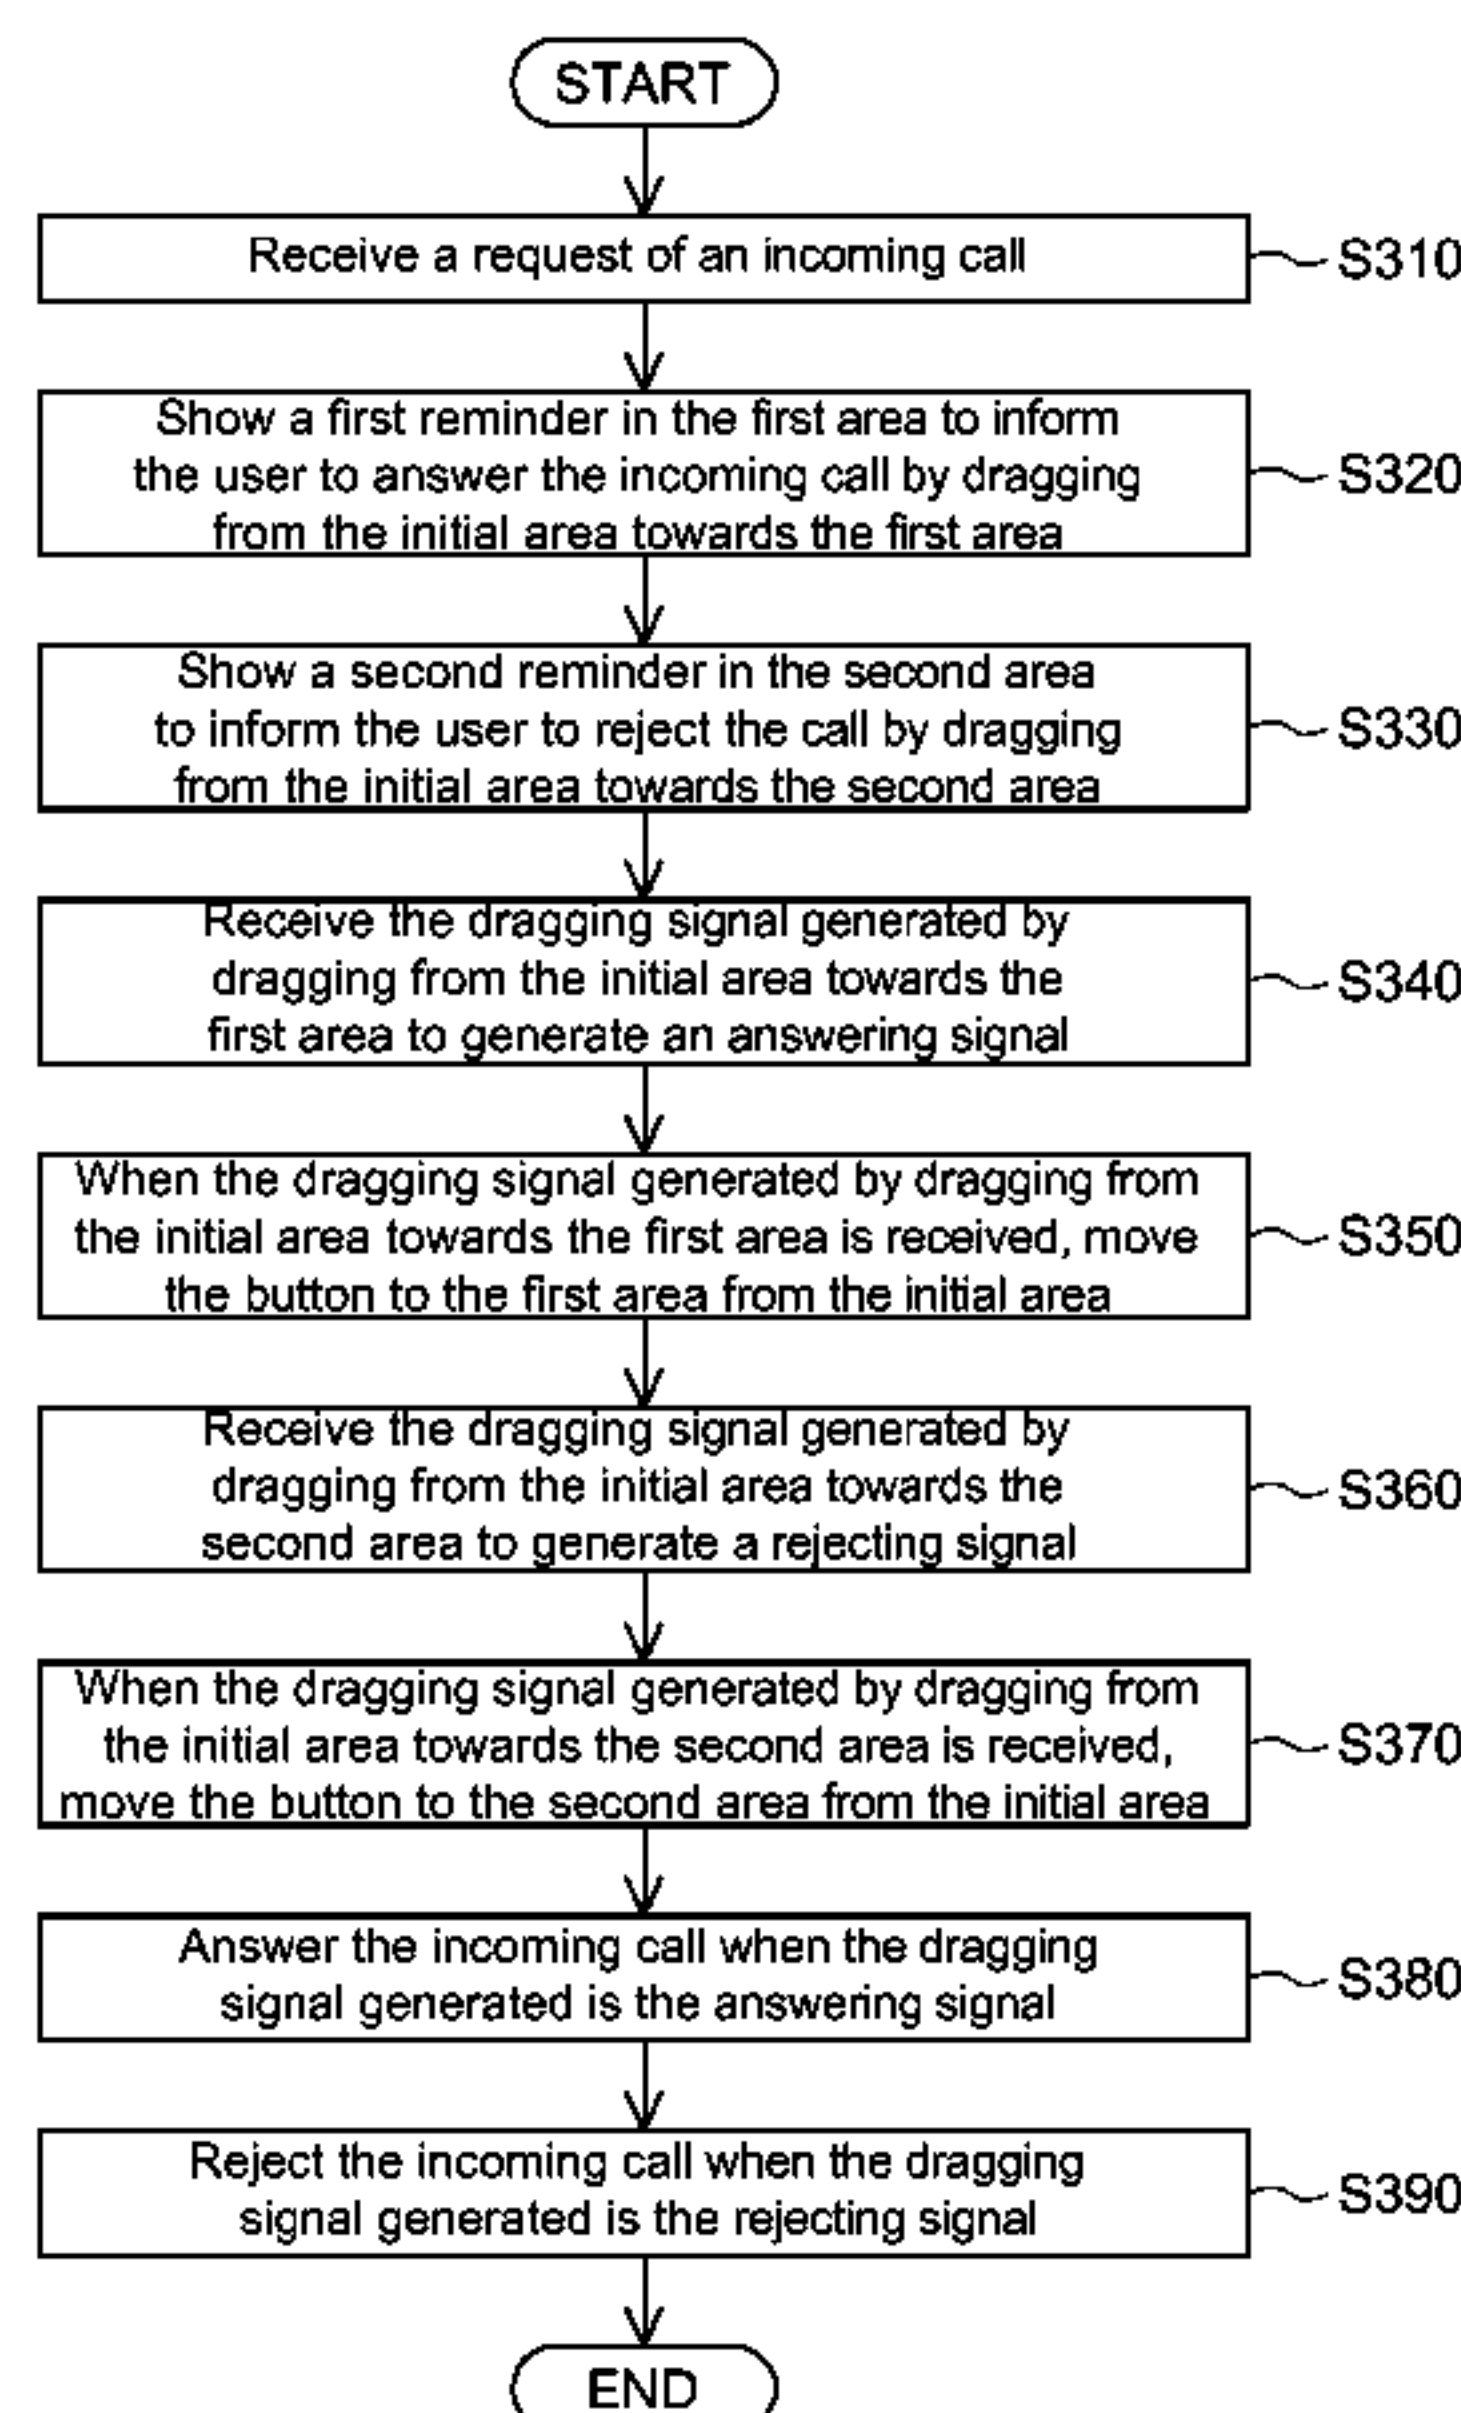 START
Receive a request of an incoming call
S310
Show a first reminder in the first area to inform
the user to answer the incoming call by dragging
from the initial area towards the first area
S320
Show a second reminder in the second area
to inform the user to reject the call by dragging
from the initial area towards the second area
S330
Receive the dragging signal generated by
dragging from the initial area towards the
first area to generate an answering signal
S340
When the dragging signal generated by dragging from
the initial area towards the first area is received, move
the button to the first area from the initial area
S350
Receive the dragging signal generated by
dragging from the initial area towards the
second area to generate a rejecting signal
S360
When the dragging signal generated by dragging from
the initial area towards the second area is received,
move the button to the second area from the initial area
S370
Answer the incoming call when the dragging
signal generated is the answering signal
S380
Reject the incoming call when the dragging
signal generated is the rejecting signal
S390
END